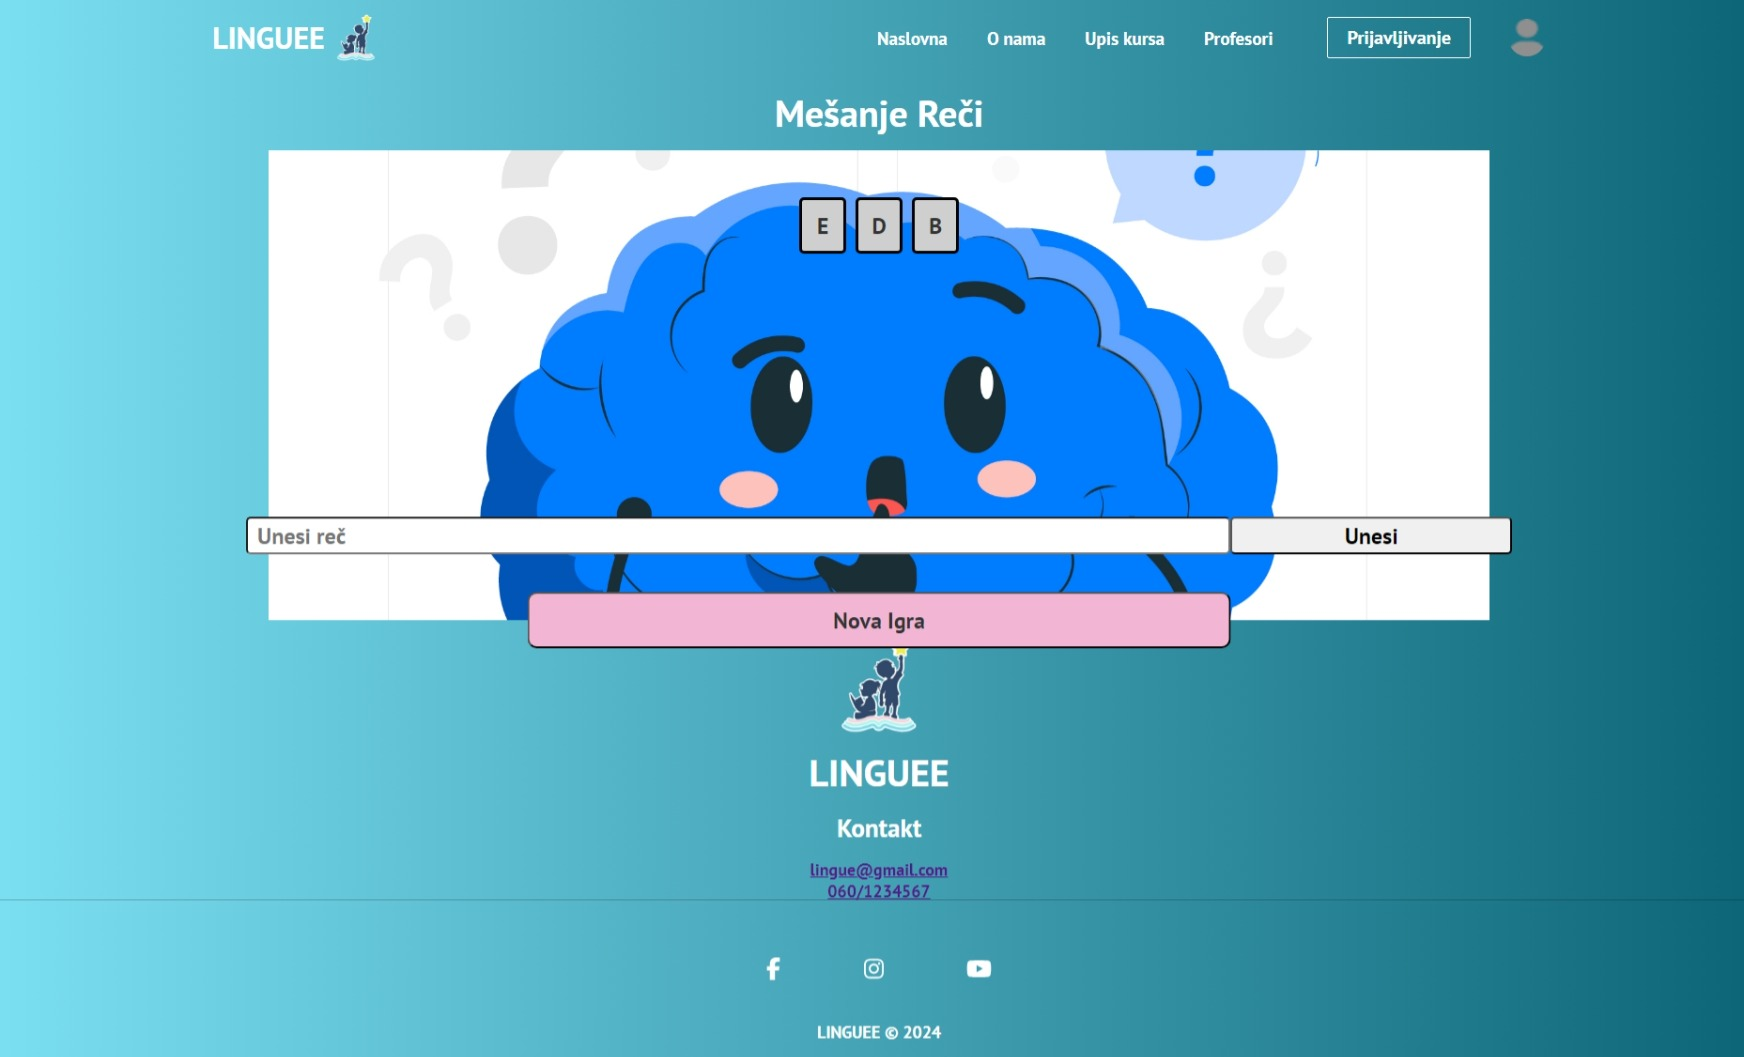 LINGUEE
Naslovna O nama Upis kursa Profesori Prijavljivanje
Mešanje Reči
E D B
Unesi reč Unesi
Nova Igra
LINGUEE
Kontakt
lingue@gmail.com
060/1234567
LINGUEE © 2024